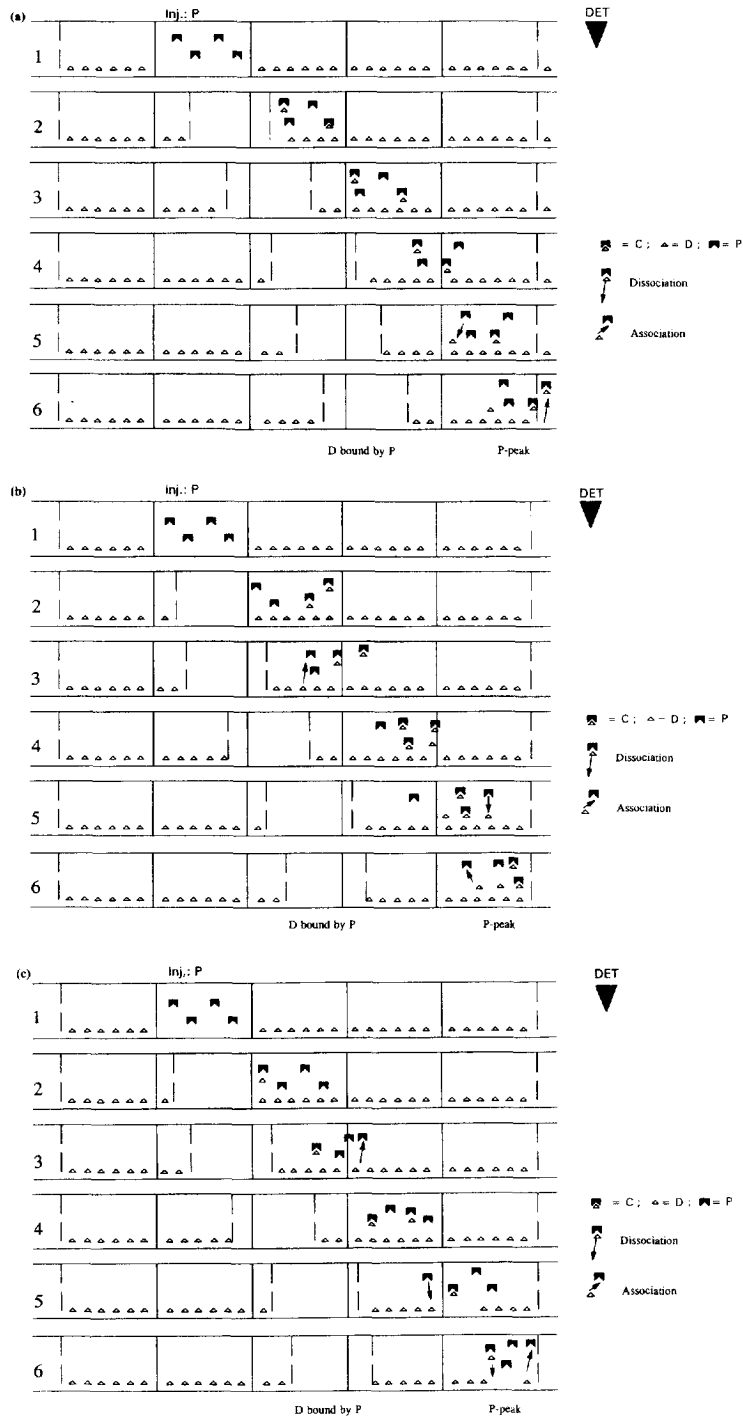 (a) Inj.: P DET
1
2
3
4
= C ; = D ; = P
Dissociation
5
Association
6
D bound by P P-peak
(b) Inj.: P DET
1
2
3
4
= C ; = D ; = P
Dissociation
5
Association
6
D bound by P P-peak
(c) Inj,: P DET
1
2
3
4
= C ; = D ; = P
Dissociation
5
Association
6
D bound by P P-peak